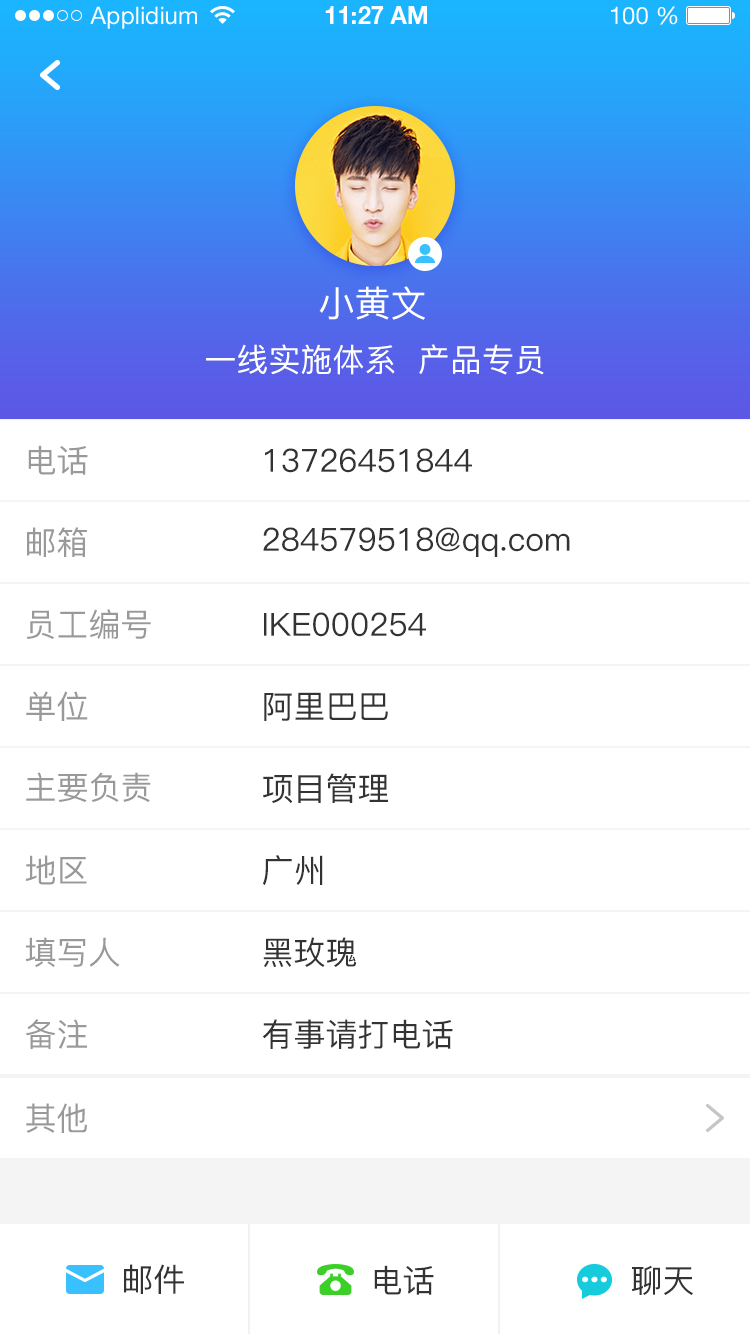 Applidium 11:27 AM 100 %
小黄文
一线实施体系 产品专员
电话 13726451844
邮箱 284579518@qq.com
员工编号 IKE000254
单位 阿里巴巴
主要负责 项目管理
地区 广州
填写人 黑玫瑰
备注 有事请打电话
其他
邮件 电话 聊天